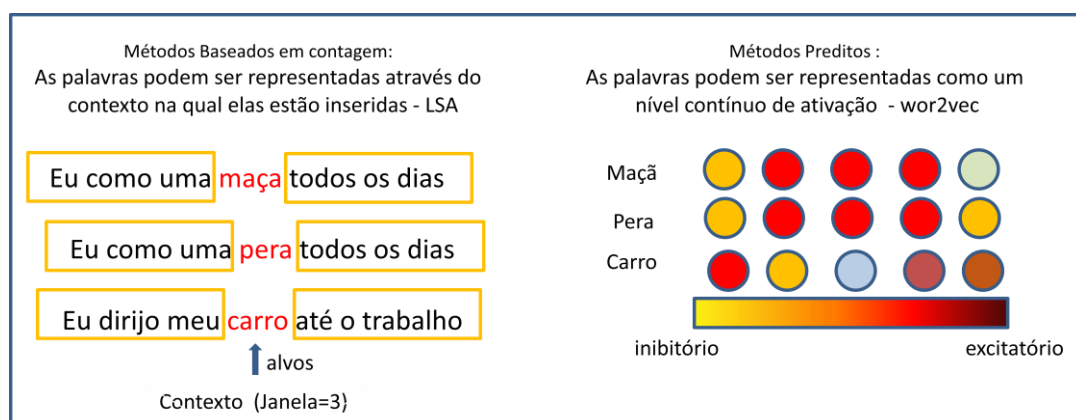 Métodos Baseados em contagem:
As palavras podem ser representadas através do
contexto na qual elas estão inseridas - LSA
Eu como uma maça todos os dias
Eu como uma pera todos os dias
Eu dirijo meu carro até o trabalho
alvos
Contexto (Janela=3)
Métodos Preditos :
As palavras podem ser representadas como um
nível contínuo de ativação - wor2vec
Maçã
Pera
Carro
inibitório excitatório